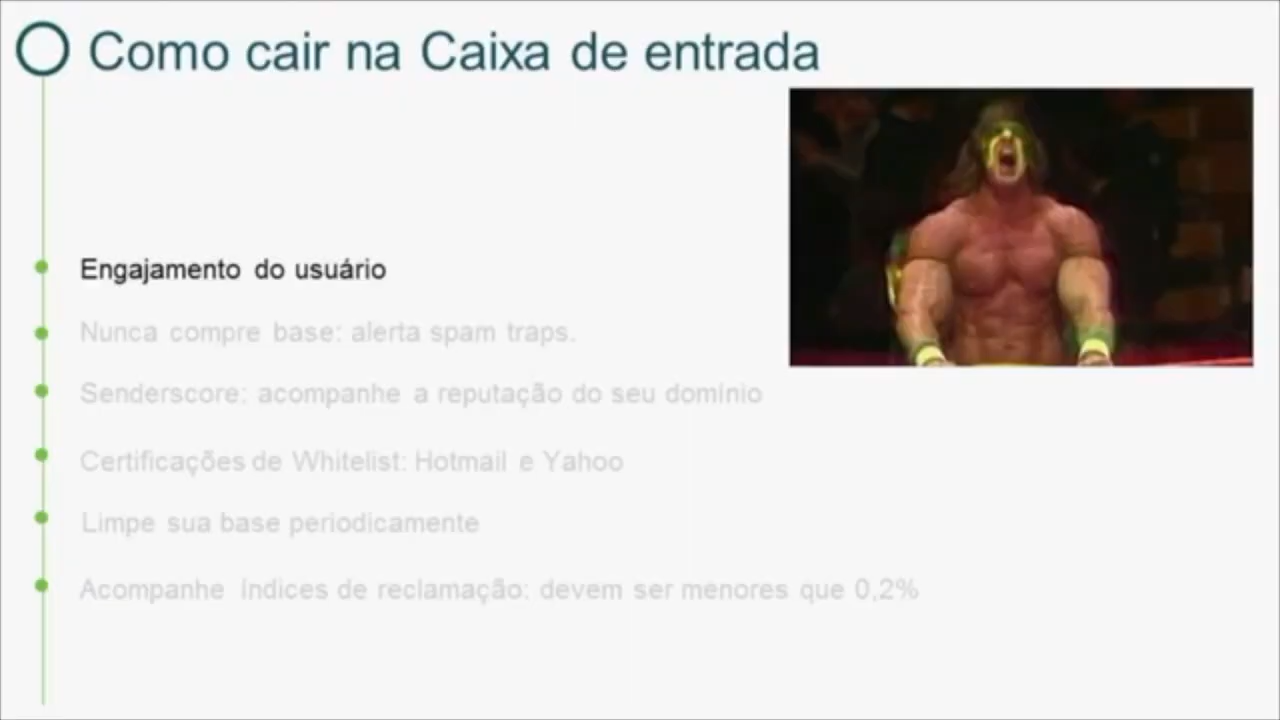 Como cair na Caixa de entrada
Engajamento do usuário
Nunca compre base: alerta spam traps.
Senderscore: acompanhe a reputação do seu domínio
Certificações de Whitelist: Hotmail e Yahoo
Limpe sua base periodicamente
Acompanhe índices de reclamação: devem ser menores que 0,2%